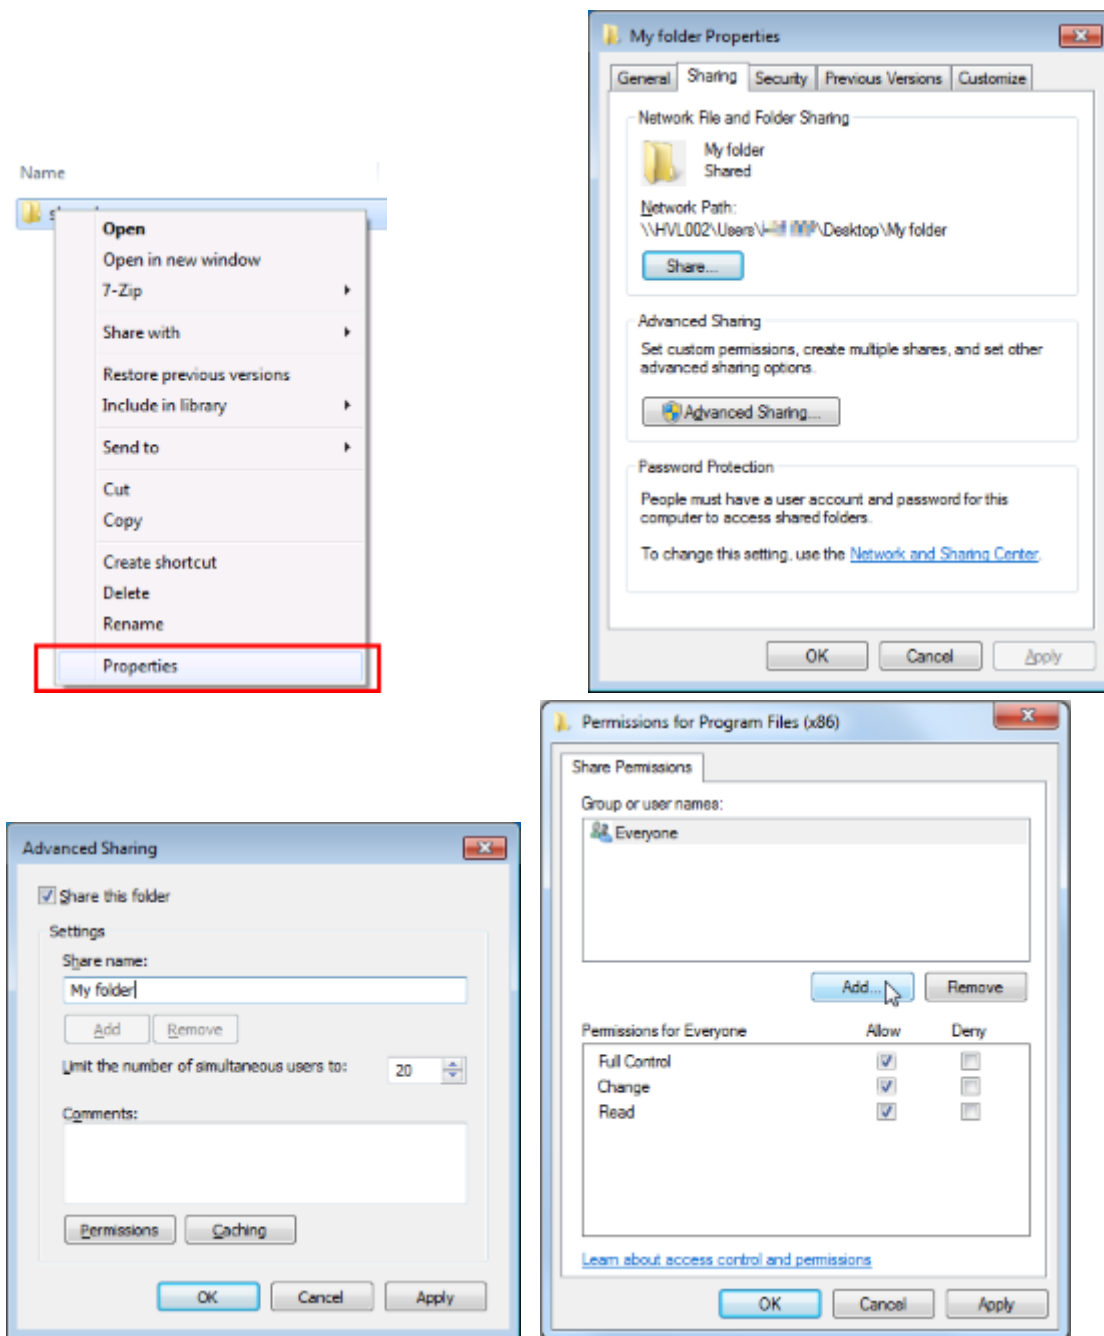 Name
Open
Open in new window
7-Zip
Share with
Restore previous versions
Include in library
Send to
Cut
Copy
Create shortcut
Delete
Rename
Properties
My folder Properties
General Sharing Security Previous Versions Customize
Network File and Folder Sharing
My folder
Shared
Network Path:
\\HVL002\Users\ \Desktop\My folder
Share...
Advanced Sharing
Set custom permissions, create multiple shares, and set other
advanced sharing options.
Advanced Sharing...
Password Protection
People must have a user account and password for this
computer to access shared folders.
To change this setting, use the Network and Sharing Center.
OK Cancel Apply
Advanced Sharing
Share this folder
Settings
Share name:
My folder
Add Remove
Limit the number of simultaneous users to: 20
Comments:
Permissions Caching
OK Cancel Apply
Permissions for Program Files (x86)
Share Permissions
Group or user names:
Everyone
Add... Remove
Permissions for Everyone Allow Deny
Full Control
Change
Read
Learn about access control and permissions
OK Cancel Apply